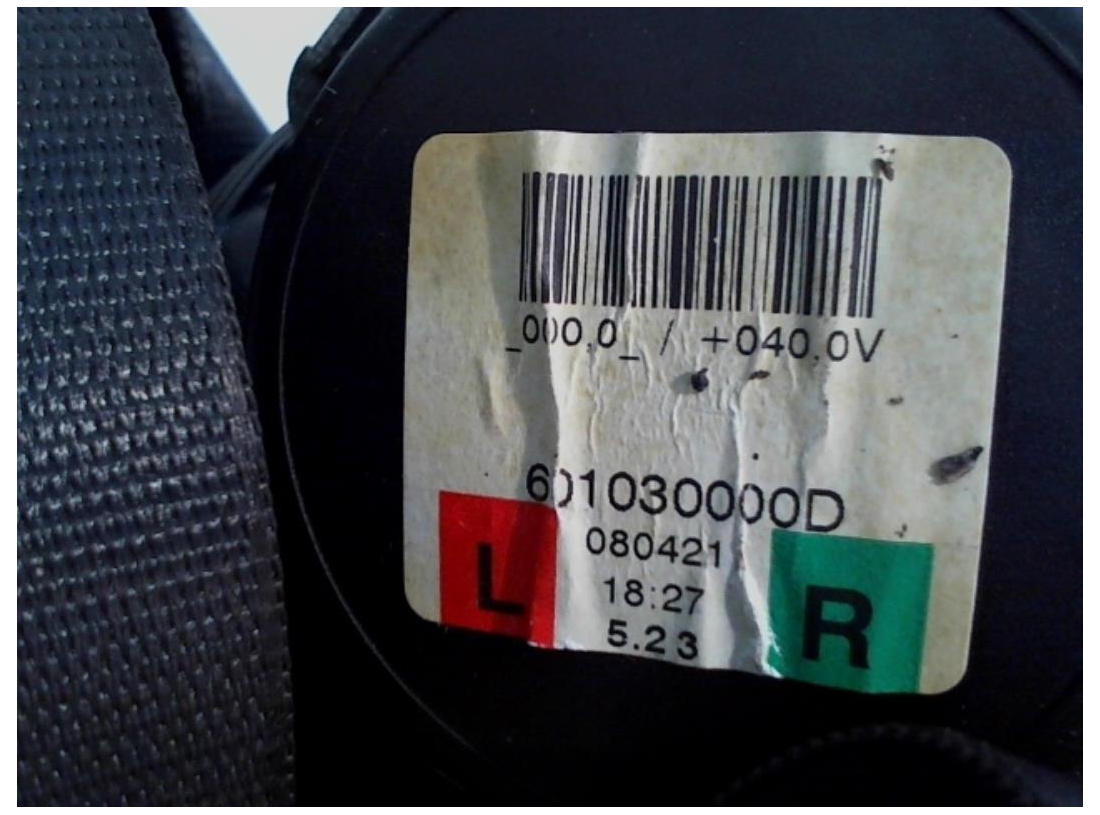 _000,0_ / +040,0V
601030000D
080421
L
18:27
R
5.23